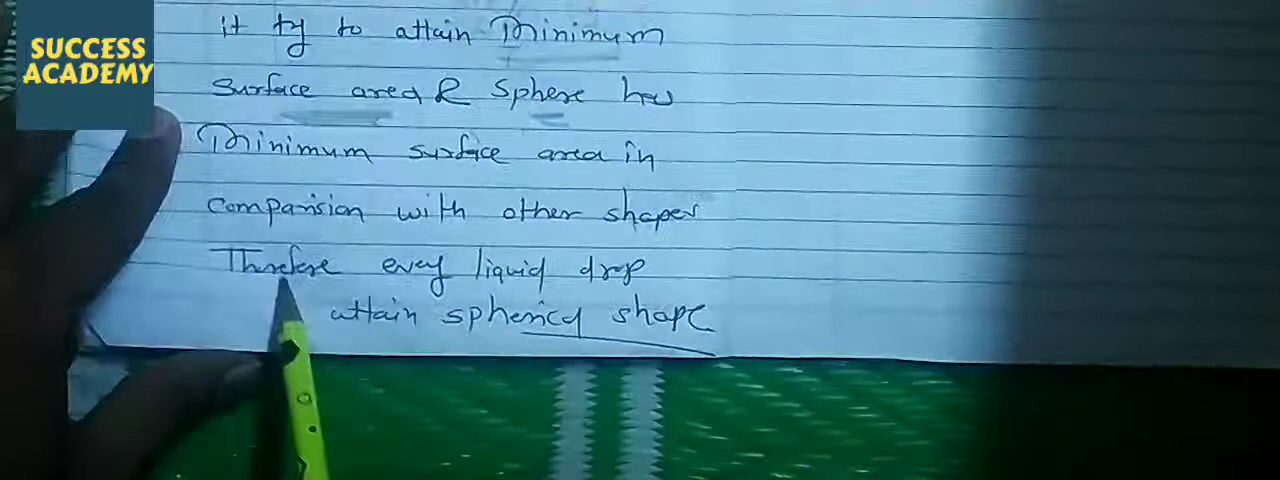 SUCCESS
ACADEMY
it ty to attain Minimum
Surface area & Sphere has
Minimum surface area in
Comparision with other shapes
Therefore every liquid drop
attain spherical shape